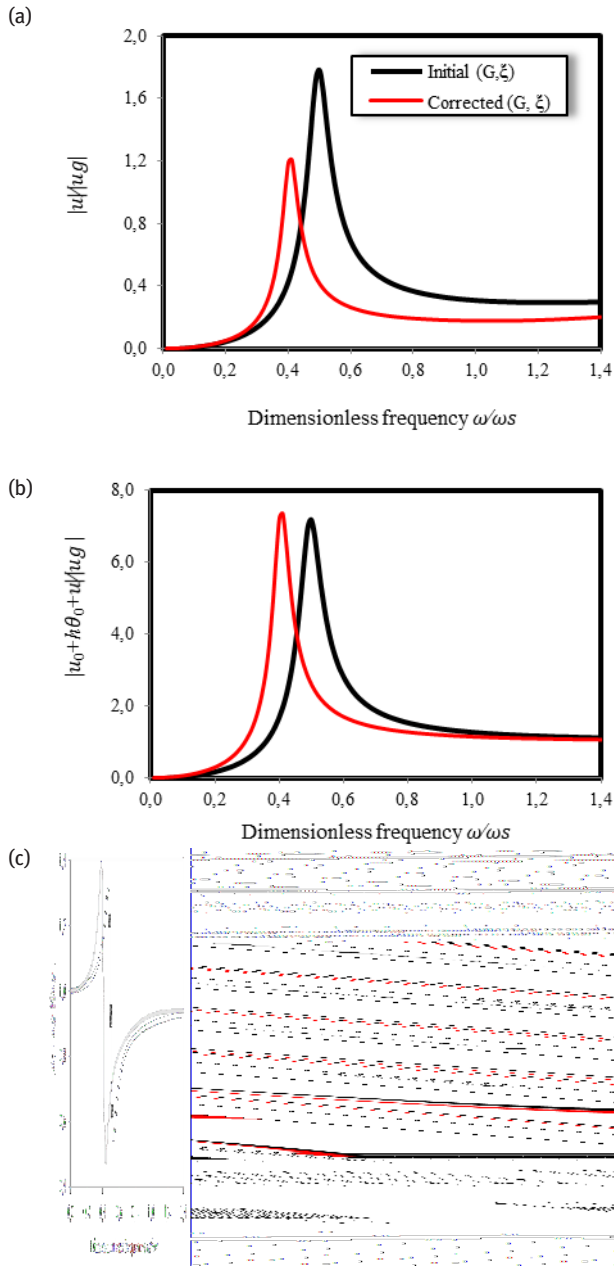 (a)
2,0
1,6
1,2
0,8
0,4
0,0
|u|/|ug|
Initial (G,ξ)
Corrected (G, ξ)
0,0 0,2 0,4 0,6 0,8 1,0 1,2 1,4
Dimensionless frequency ω/ωs
(b)
8,0
6,0
4,0
2,0
0,0
|u₀+hθ₀+u|/|ug|
0,0 0,2 0,4 0,6 0,8 1,0 1,2 1,4
Dimensionless frequency ω/ωs
(c)